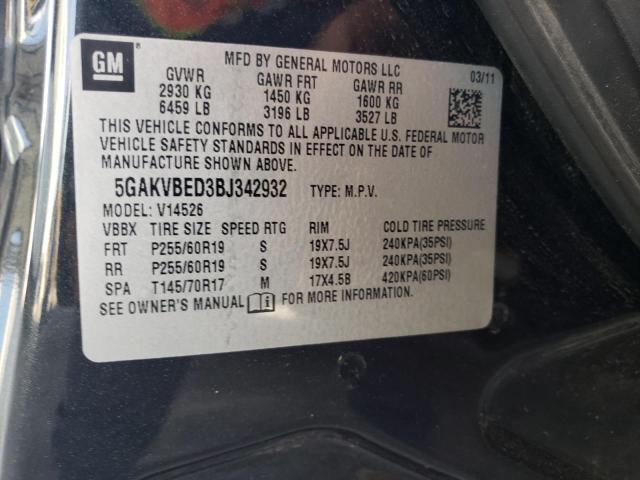 GM
MFD BY GENERAL MOTORS LLC
03/11
GVWR GAWR FRT GAWR RR
2930 KG 1450 KG 1600 KG
6459 LB 3196 LB 3527 LB
THIS VEHICLE CONFORMS TO ALL APPLICABLE U.S. FEDERAL MOTOR
VEHICLE SAFETY STANDARDS IN EFFECT ON THE DATE OF
MANUFACTURE SHOWN ABOVE.
5GAKVBED3BJ342932 TYPE: M.P.V.
MODEL: V14526
VBBX TIRE SIZE SPEED RTG RIM COLD TIRE PRESSURE
FRT P255/60R19 S 19X7.5J 240KPA(35PSI)
RR P255/60R19 S 19X7.5J 240KPA(35PSI)
SPA T145/70R17 M 17X4.5B 420KPA(60PSI)
SEE OWNER'S MANUAL FOR MORE INFORMATION.